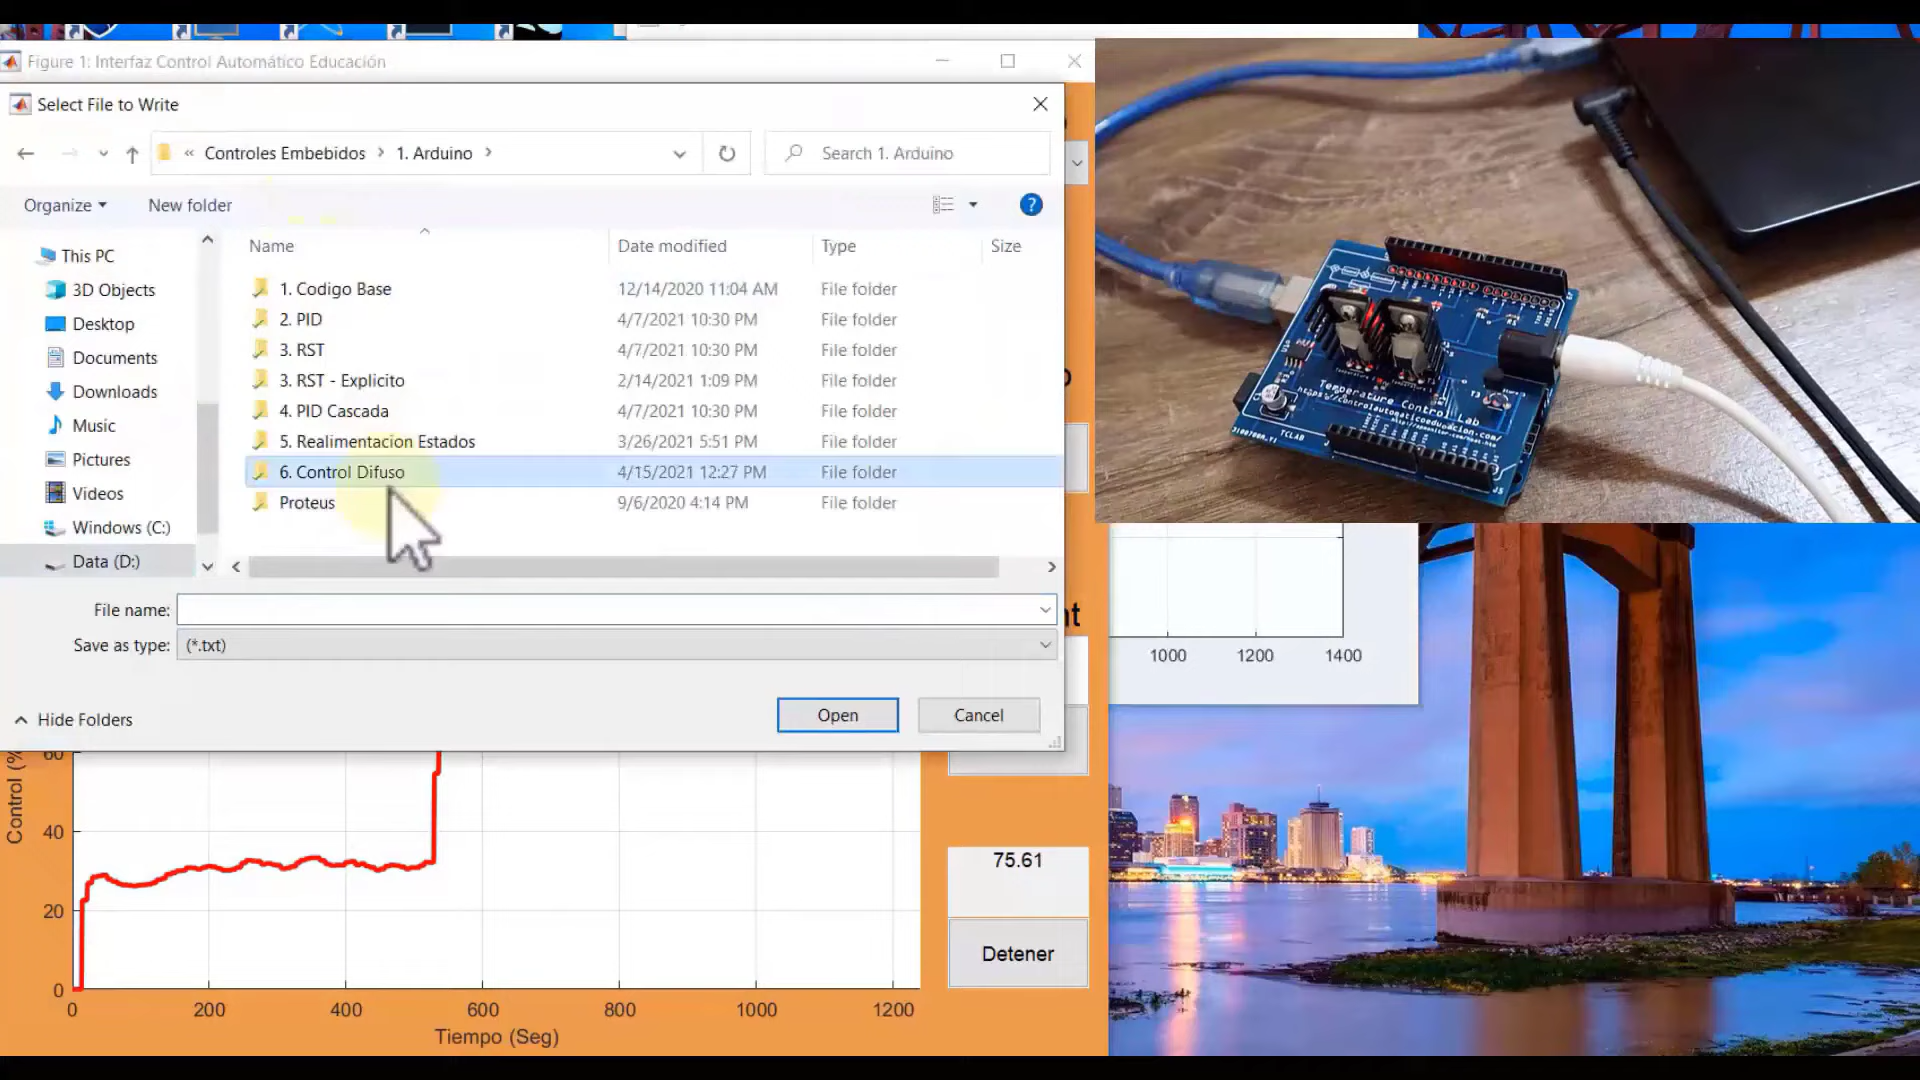 Figure 1: Interfaz Control Automático Educación
Select File to Write
« Controles Embebidos > 1. Arduino >
Search 1. Arduino
Organize
New folder
?
Name
Date modified
Type
Size
This PC
3D Objects
Desktop
Documents
Downloads
Music
Pictures
Videos
Windows (C:)
Data (D:)
1. Codigo Base 12/14/2020 11:04 AM File folder
2. PID 4/7/2021 10:30 PM File folder
3. RST 4/7/2021 10:30 PM File folder
3. RST - Explicito 2/14/2021 1:09 PM File folder
4. PID Cascada 4/7/2021 10:30 PM File folder
5. Realimentacion Estados 3/26/2021 5:51 PM File folder
6. Control Difuso 4/15/2021 12:27 PM File folder
Proteus 9/6/2020 4:14 PM File folder
File name:
Save as type: (*.txt)
Hide Folders
Open
Cancel
Temperature Control Lab
TCLAB
1000 1200 1400
Control (%
60
40
20
0
0 200 400 600 800 1000 1200
Tiempo (Seg)
75.61
Detener